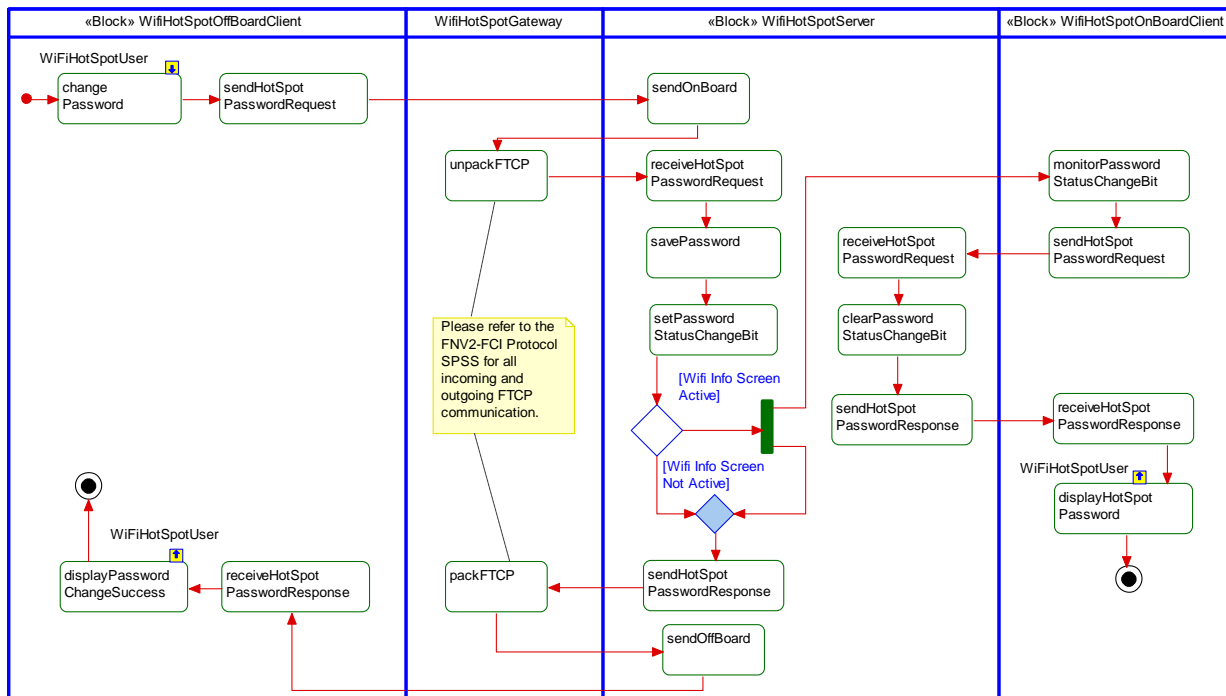 «Block» WifiHotSpotOffBoardClient
WifiHotSpotGateway
«Block» WifiHotSpotServer
«Block» WifiHotSpotOnBoardClient
WiFiHotSpotUser
change
Password
sendHotSpot
PasswordRequest
sendOnBoard
unpackFTCP
receiveHotSpot
PasswordRequest
monitorPassword
StatusChangeBit
savePassword
receiveHotSpot
PasswordRequest
sendHotSpot
PasswordRequest
setPassword
StatusChangeBit
clearPassword
StatusChangeBit
Please refer to the
FNV2-FCI Protocol
SPSS for all
incoming and
outgoing FTCP
communication.
[Wifi Info Screen
Active]
sendHotSpot
PasswordResponse
receiveHotSpot
PasswordResponse
[Wifi Info Screen
Not Active]
WiFiHotSpotUser
displayHotSpot
Password
WiFiHotSpotUser
displayPassword
ChangeSuccess
receiveHotSpot
PasswordResponse
packFTCP
sendHotSpot
PasswordResponse
sendOffBoard